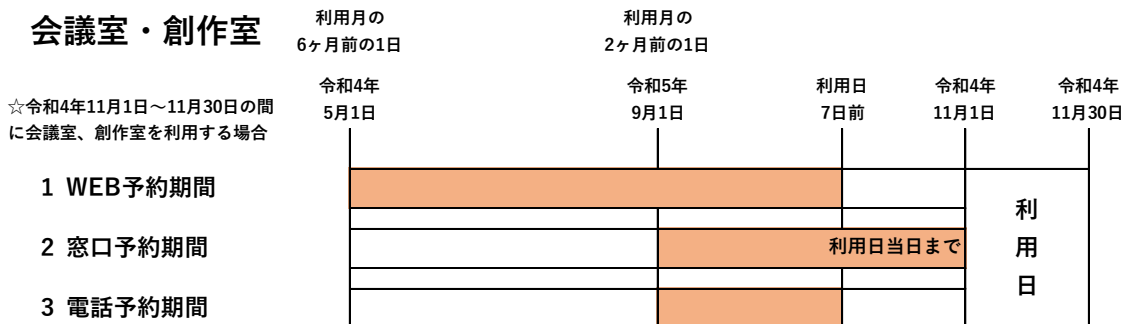 会議室・創作室
利用月の
6ヶ月前の1日
利用月の
2ヶ月前の1日
☆令和4年11月1日～11月30日の間
に会議室、創作室を利用する場合
令和4年
5月1日
令和5年
9月1日
利用日
7日前
令和4年
11月1日
令和4年
11月30日
1 WEB予約期間
2 窓口予約期間
利用日当日まで
3 電話予約期間
利
用
日